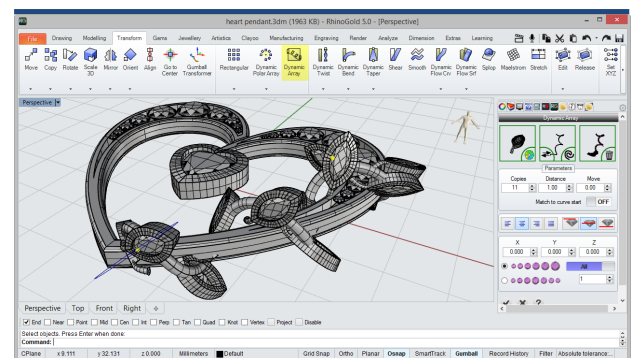 heart pendant.3dm (1963 KB) - RhinoGold 5.0 - [Perspective]
File Drawing Modelling Transform Gems Jewellery Artistics Clayoo Manufacturing Engraving Render Analyze Dimension Extras Learning
Move Copy Rotate Scale 3D Mirror Orient Align Go to Center Gumball Transformer Rectangular Dynamic Polar Array Dynamic Array Dynamic Twist Dynamic Bend Dynamic Taper Shear Smooth Dynamic Flow Crv Dynamic Flow Srf Splop Maelstrom Stretch Edit Release Set XYZ
Perspective
Dynamic Array
Parameters
Copies Distance Move
11 1.00 0.00
Match to curve start OFF
X Y Z
0.000 0.000 0.000
All
1
Perspective Top Front Right
End Near Point Mid Cen Int Perp Tan Quad Knot Vertex Project Disable
Select objects. Press Enter when done:
Command:
CPlane x 9.111 y 32.131 z 0.000 Millimeters Default Grid Snap Ortho Planar Osnap SmartTrack Gumball Record History Filter Absolute tolerance:...